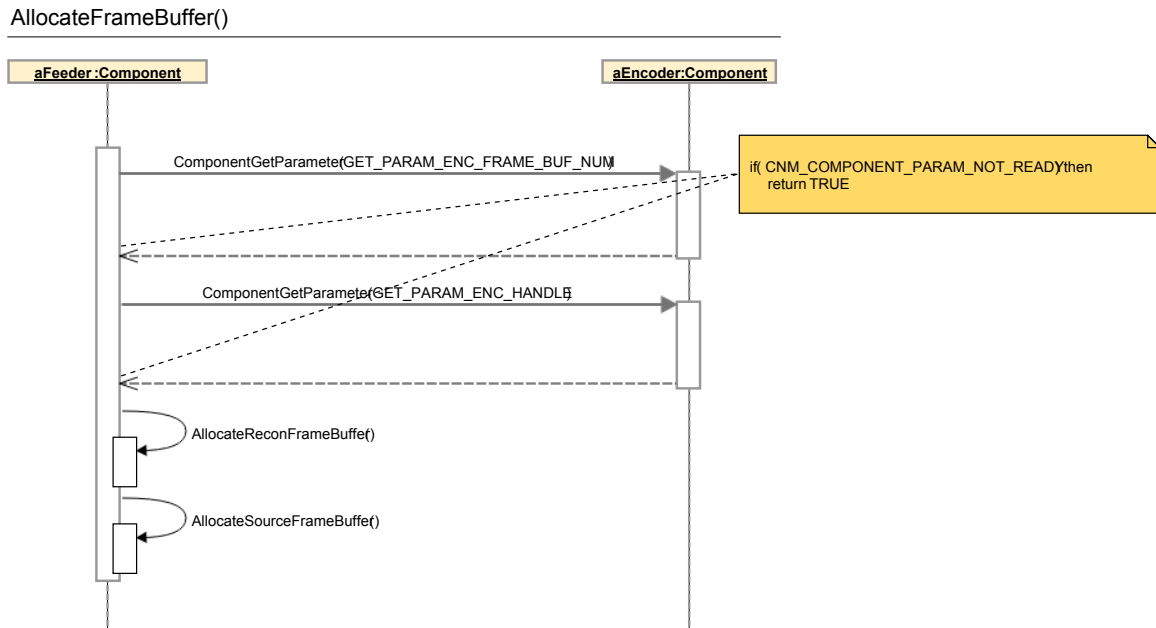 AllocateFrameBuffer()
aFeeder:Component
aEncoder:Component
ComponentGetParameter(GET_PARAM_ENC_FRAME_BUF_NUM)
if( CNM_COMPONENT_PARAM_NOT_READY) then
return TRUE
ComponentGetParameter(GET_PARAM_ENC_HANDLE)
AllocateReconFrameBuffer()
AllocateSourceFrameBuffer()